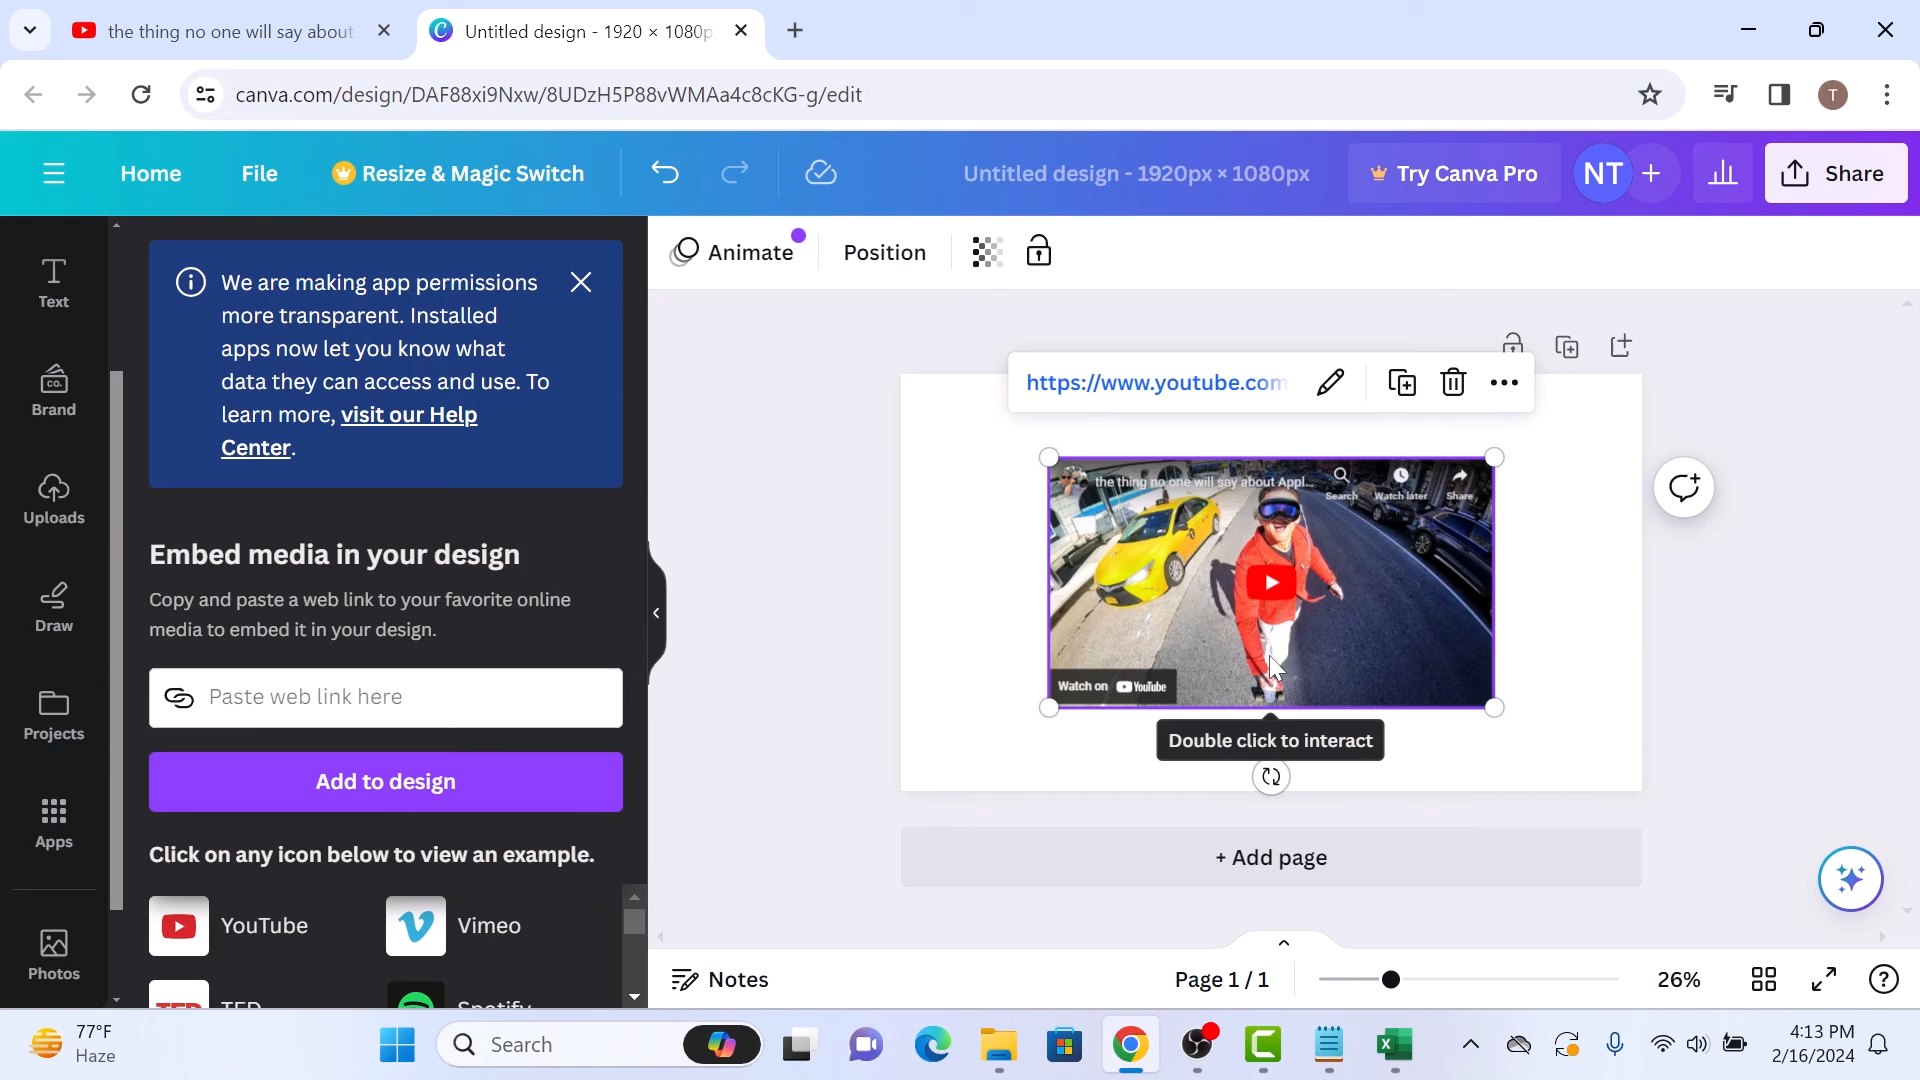 the thing no one will say about
Untitled design - 1920 × 1080p
canva.com/design/DAF88xi9Nxw/8UDzH5P88vWMAa4c8cKG-g/edit
T
Home
File
Resize & Magic Switch
Untitled design - 1920px × 1080px
Try Canva Pro
NT
Share
Text
CO.
Brand
Uploads
Draw
Projects
Apps
Photos
We are making app permissions
more transparent. Installed
apps now let you know what
data they can access and use. To
learn more, visit our Help
Center.
Embed media in your design
Copy and paste a web link to your favorite online
media to embed it in your design.
Paste web link here
Add to design
Click on any icon below to view an example.
YouTube
Vimeo
TED
Spotify
Animate
Position
https://www.youtube.com
the thing no one will say about Appl...
Search
Watch later
Share
Watch on YouTube
Double click to interact
+ Add page
Notes
Page 1 / 1
26%
77°F
Haze
Search
4:13 PM
2/16/2024